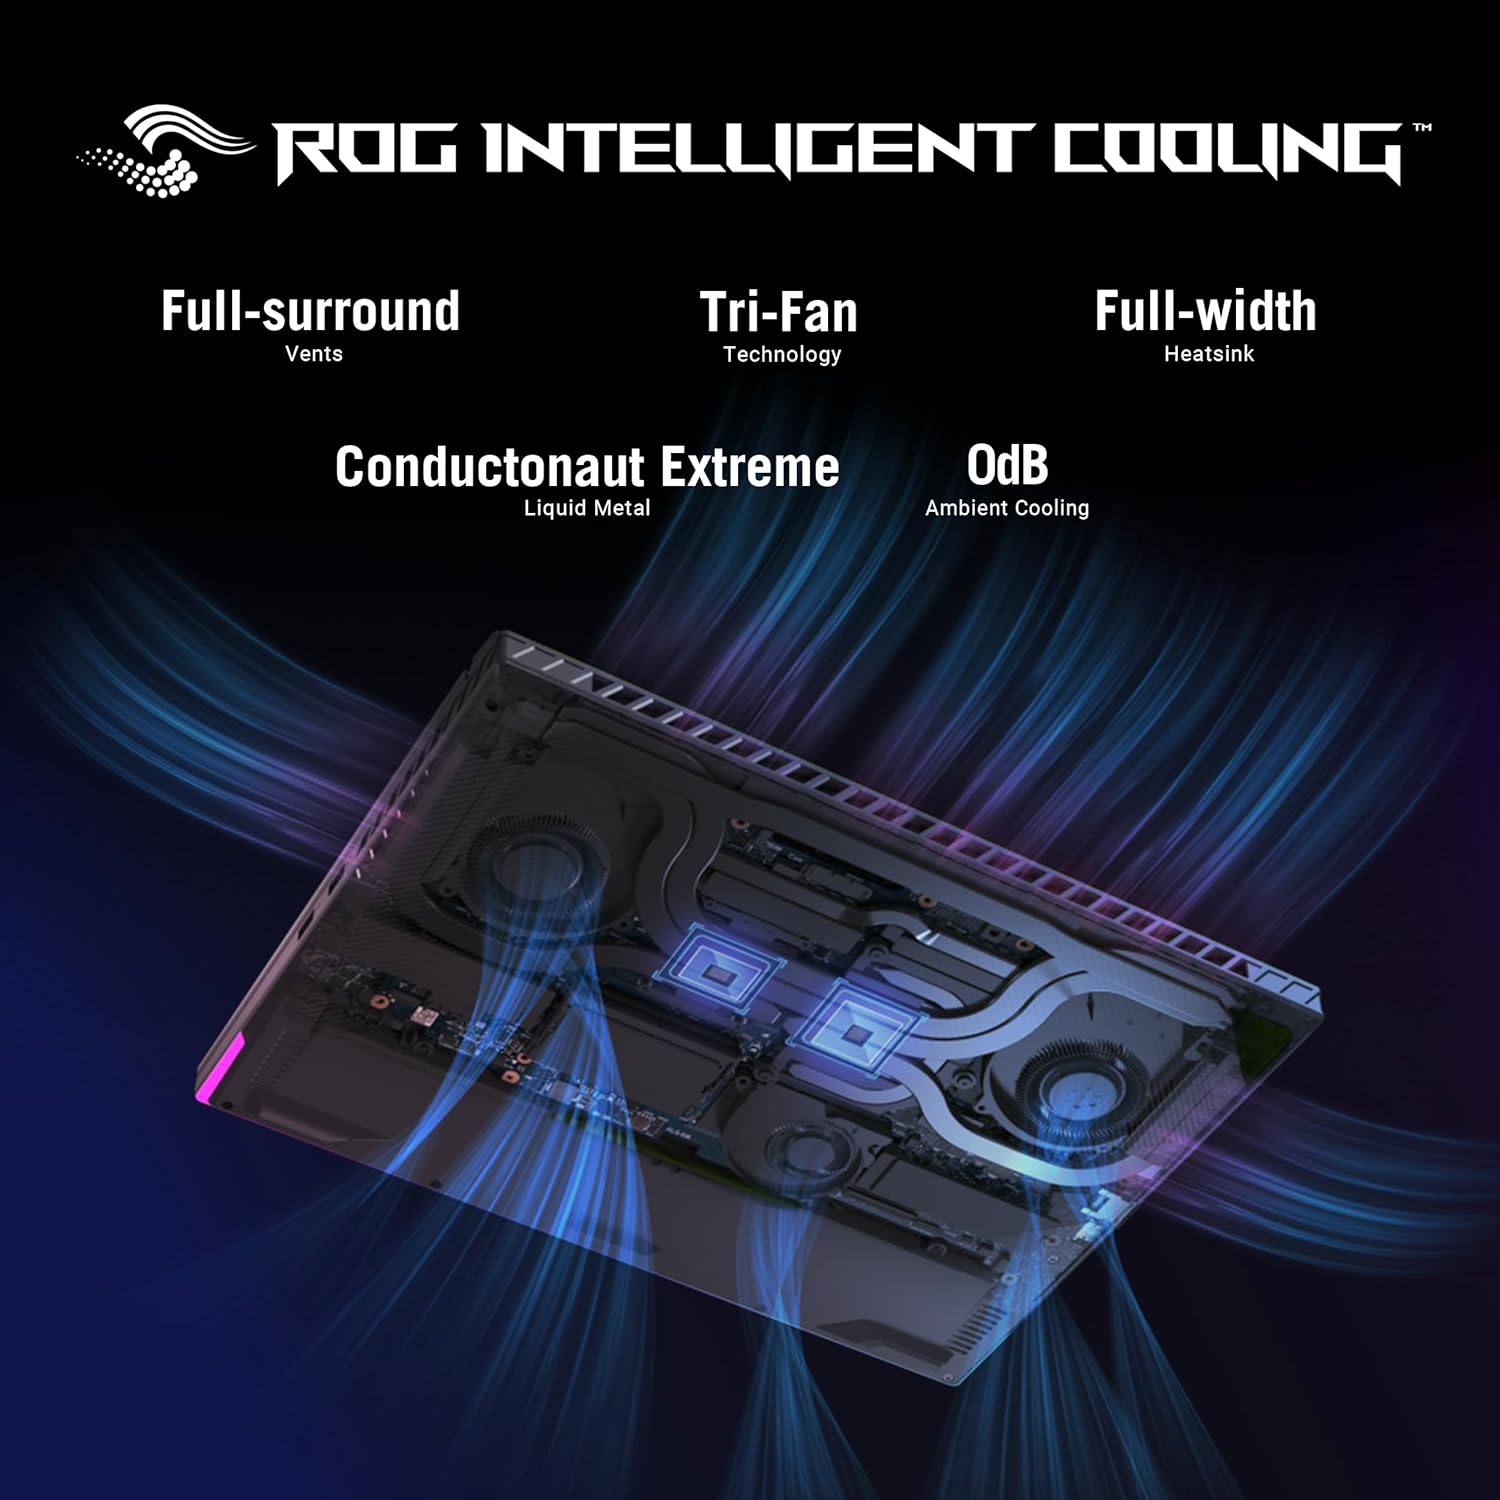 ROG INTELLIGENT COOLING™
Full-surround
Vents
Tri-Fan
Technology
Full-width
Heatsink
Conductonaut Extreme
Liquid Metal
0dB
Ambient Cooling